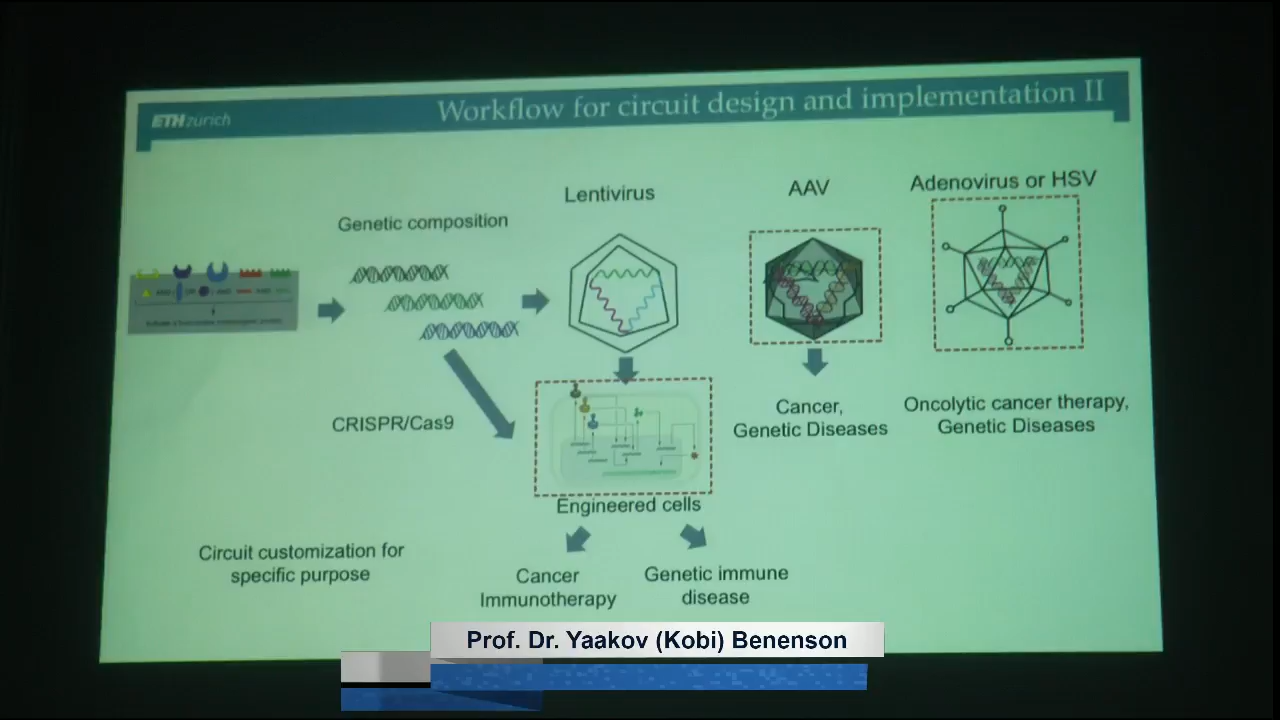 ETH zürich
Workflow for circuit design and implementation II
Lentivirus
AAV
Adenovirus or HSV
Genetic composition
CRISPR/Cas9
Cancer,
Genetic Diseases
Oncolytic cancer therapy,
Genetic Diseases
Engineered cells
Circuit customization for
specific purpose
Cancer
Immunotherapy
Genetic immune
disease
Prof. Dr. Yaakov (Kobi) Benenson